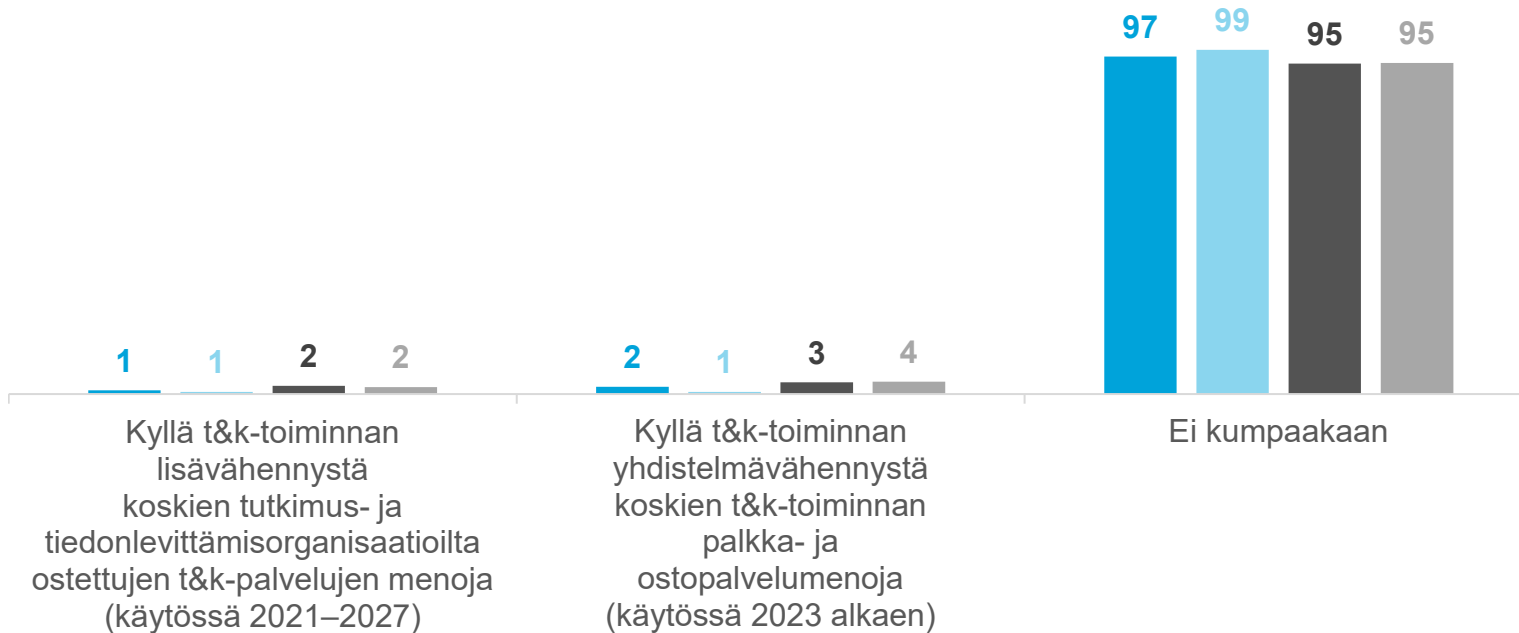 97 99 95 95
1 1 2 2
2 1 3 4
Kyllä t&k-toiminnan
lisävähennystä
koskien tutkimus- ja
tiedonlevittämisorganisaatioilta
ostettujen t&k-palvelujen menoja
(käytössä 2021–2027)
Kyllä t&k-toiminnan
yhdistelmävähennystä
koskien t&k-toiminnan
palkka- ja
ostopalvelumenoja
(käytössä 2023 alkaen)
Ei kumpaakaan